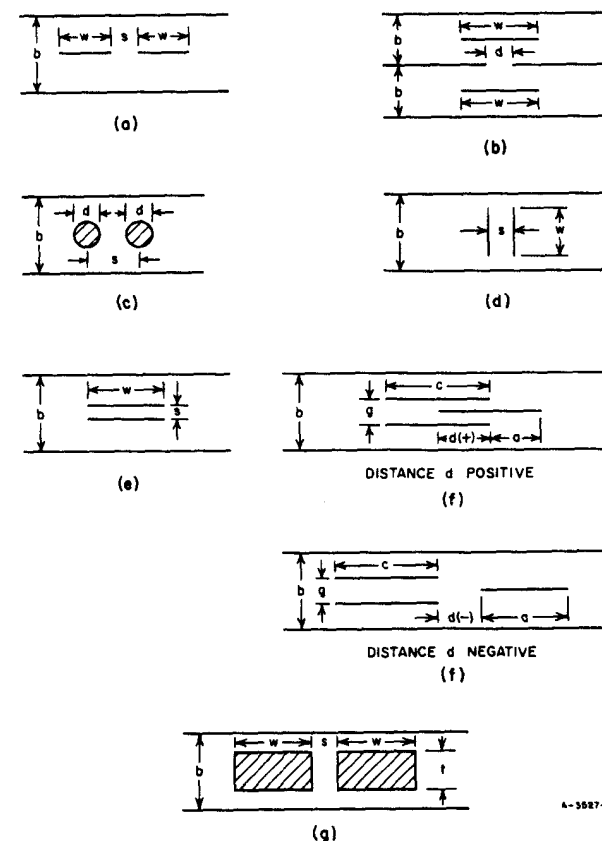 w s w
b
(a)
w
b
d
b
w
(b)
d d
b
s
(c)
b
s
w
(d)
w
b
s
(e)
c
b
g
d(+) a
DISTANCE d POSITIVE
(f)
c
b
g
d(-) a
DISTANCE d NEGATIVE
(f)
w s w
b
t
(g)